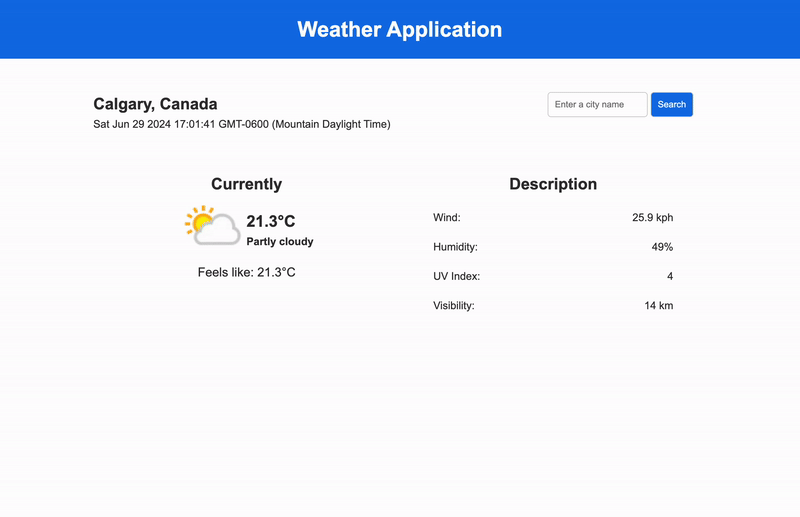 Weather Application
Calgary, Canada
Sat Jun 29 2024 17:01:41 GMT-0600 (Mountain Daylight Time)
Enter a city name
Search
Currently
21.3°C
Partly cloudy
Feels like: 21.3°C
Description
Wind: 25.9 kph
Humidity: 49%
UV Index: 4
Visibility: 14 km